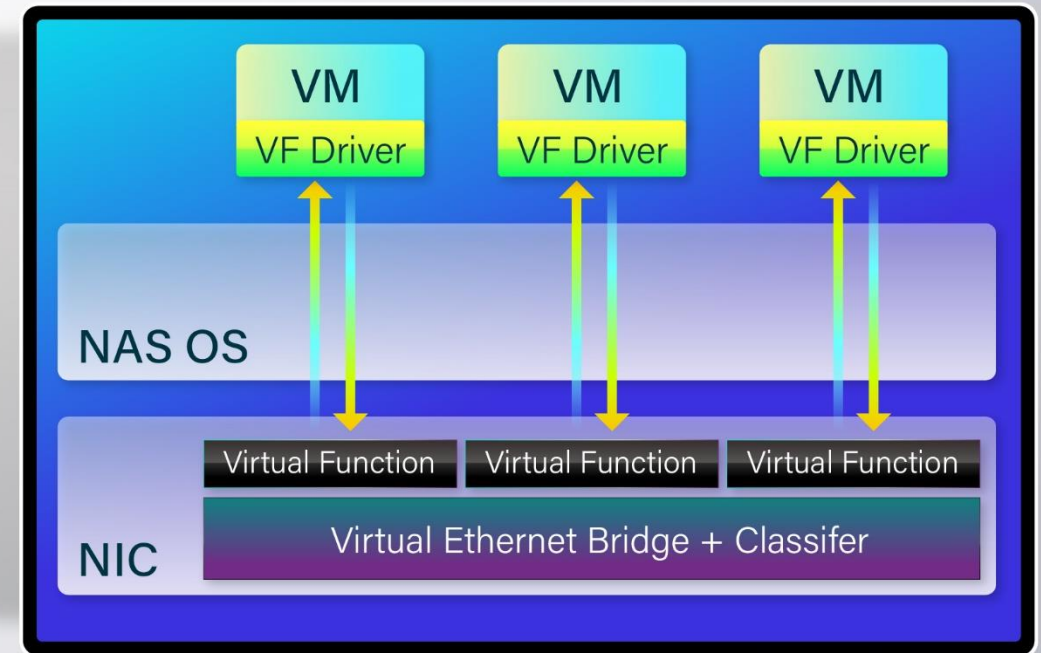 VM
VF Driver
VM
VF Driver
VM
VF Driver
NAS OS
Virtual Function
Virtual Function
Virtual Function
Virtual Ethernet Bridge + Classifer
NIC